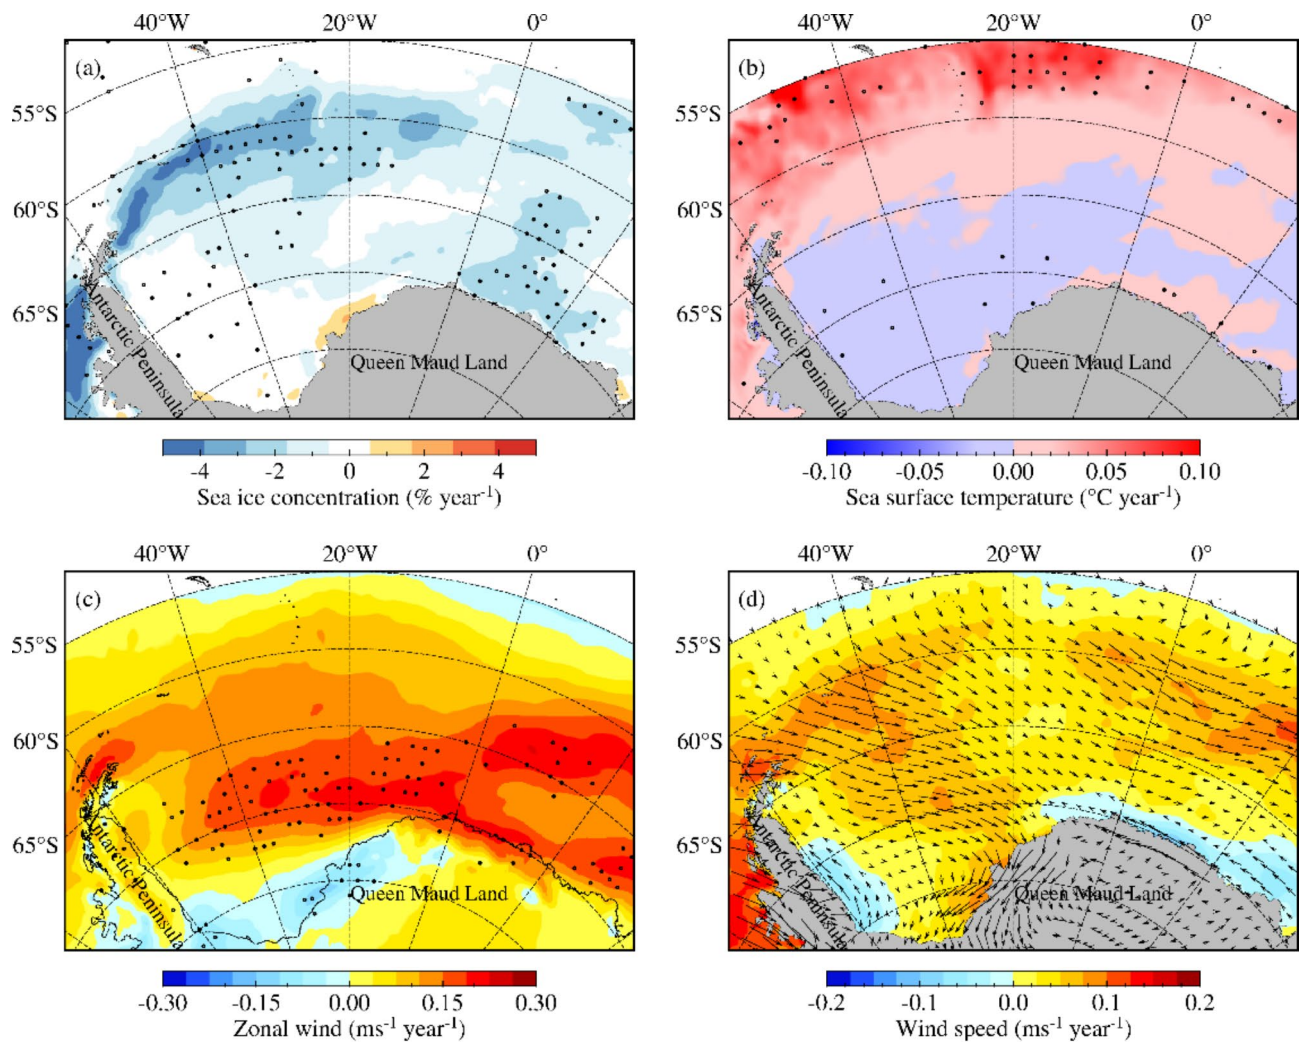 40°W 20°W 0° 40°W 20°W 0°
(a) (b)
55°S 55°S
60°S 60°S
65°S 65°S
Antarctic Peninsula Queen Maud Land Antarctic Peninsula Queen Maud Land
-4 -2 0 2 4 -0.10 -0.05 0.00 0.05 0.10
Sea ice concentration (% year⁻¹) Sea surface temperature (°C year⁻¹)
40°W 20°W 0° 40°W 20°W 0°
(c) (d)
55°S 55°S
60°S 60°S
65°S 65°S
Antarctic Peninsula Queen Maud Land Antarctic Peninsula Queen Maud Land
-0.30 -0.15 0.00 0.15 0.30 -0.2 -0.1 0.0 0.1 0.2
Zonal wind (ms⁻¹ year⁻¹) Wind speed (ms⁻¹ year⁻¹)